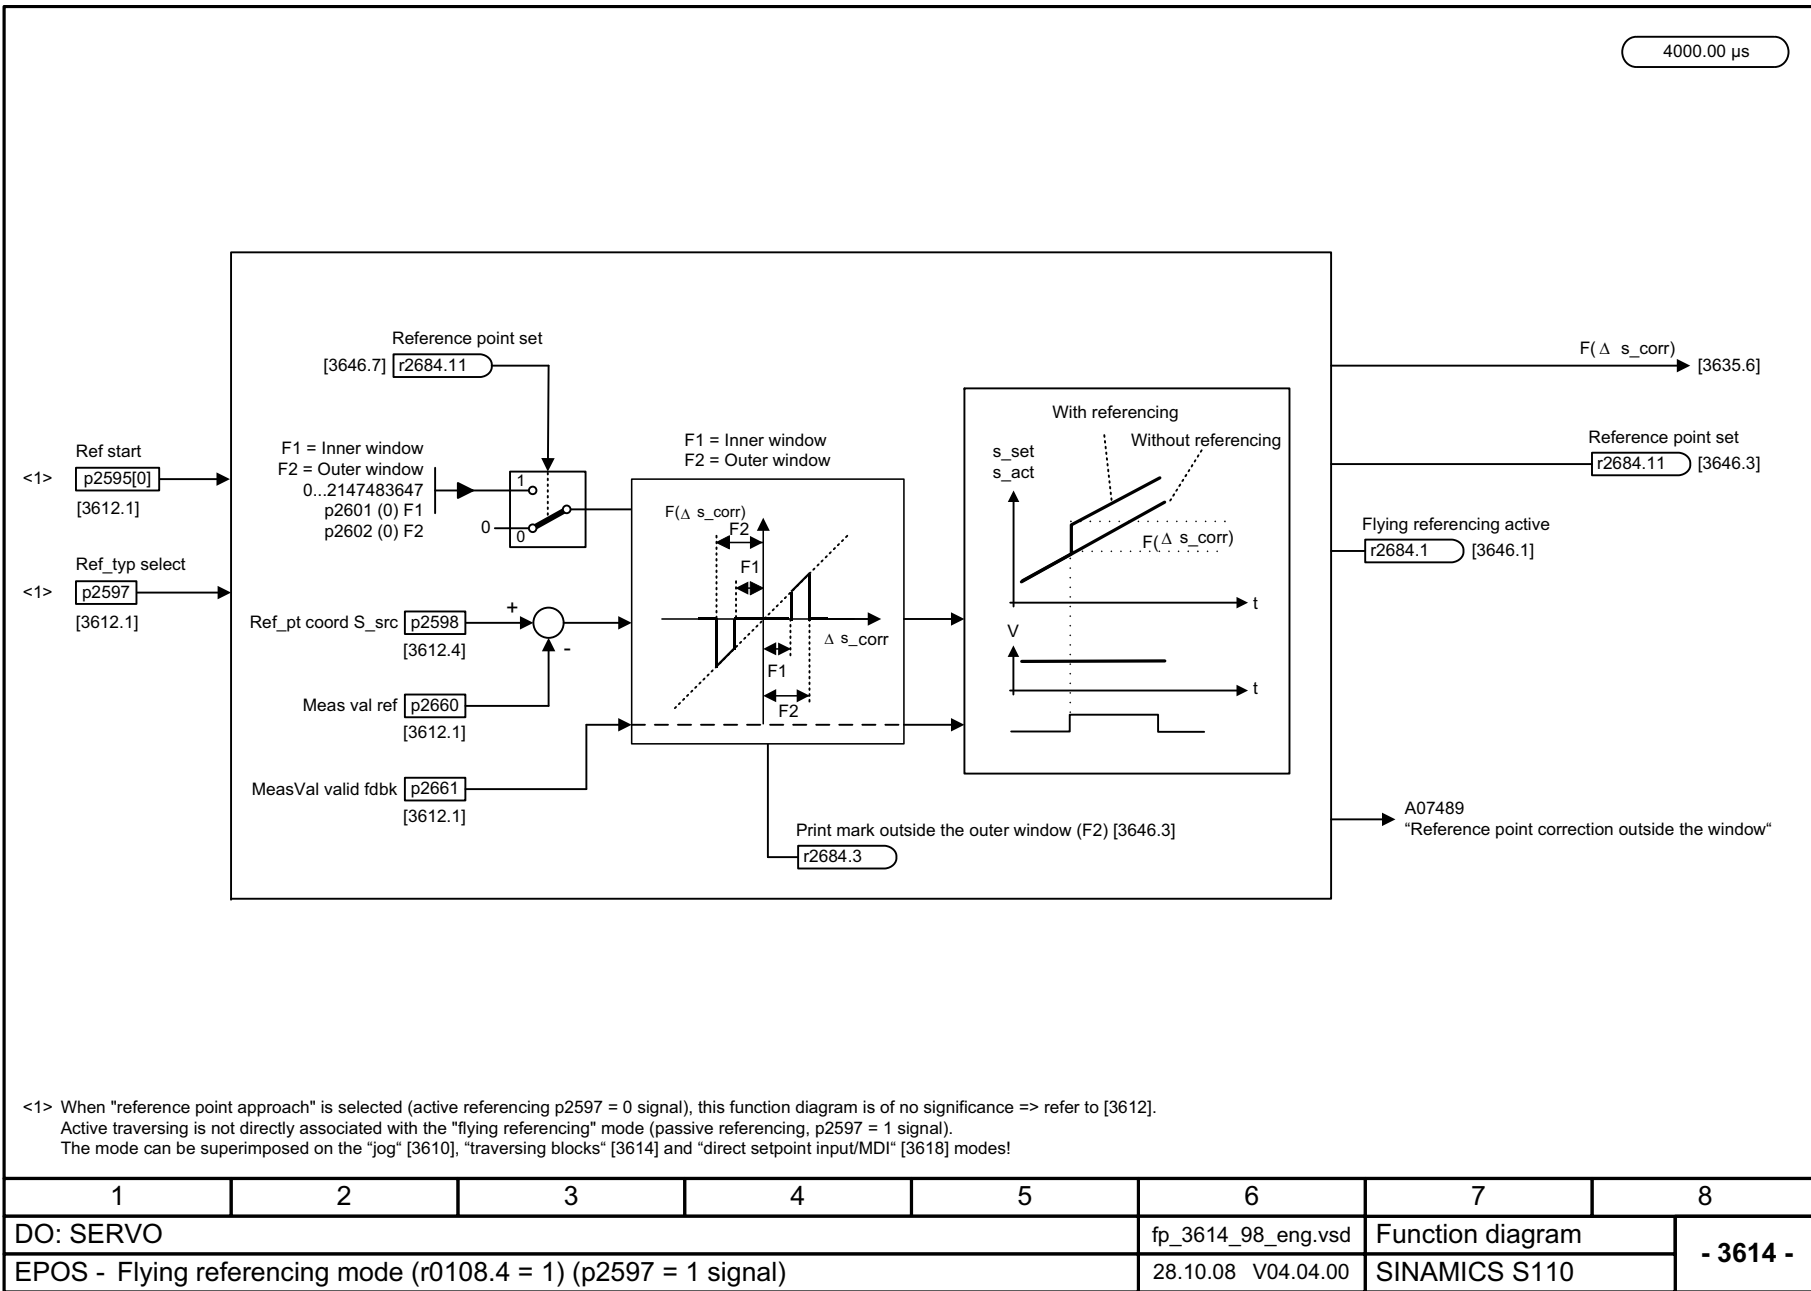 4000.00 µs
Reference point set
[3646.7] r2684.11
F(Δ s_corr)
[3635.6]
With referencing
Without referencing
s_set
s_act
F(Δ s_corr)
t
V
t
F1 = Inner window
F2 = Outer window
0...2147483647
p2601 (0) F1
p2602 (0) F2
1
0
0
F1 = Inner window
F2 = Outer window
F(Δ s_corr)
F2
F1
Δ s_corr
F1
F2
Ref start
<1> p2595[0]
[3612.1]
Ref_typ select
<1> p2597
[3612.1]
Ref_pt coord S_src p2598
[3612.4]
+
-
Meas val ref p2660
[3612.1]
MeasVal valid fdbk p2661
[3612.1]
Reference point set
r2684.11 [3646.3]
Flying referencing active
r2684.1 [3646.1]
Print mark outside the outer window (F2) [3646.3]
r2684.3
A07489
“Reference point correction outside the window“
<1> When "reference point approach" is selected (active referencing p2597 = 0 signal), this function diagram is of no significance => refer to [3612].
Active traversing is not directly associated with the "flying referencing" mode (passive referencing, p2597 = 1 signal).
The mode can be superimposed on the “jog“ [3610], “traversing blocks“ [3614] and “direct setpoint input/MDI“ [3618] modes!
1 2 3 4 5 6 7 8
DO: SERVO
fp_3614_98_eng.vsd
Function diagram
- 3614 -
EPOS - Flying referencing mode (r0108.4 = 1) (p2597 = 1 signal)
28.10.08 V04.04.00
SINAMICS S110